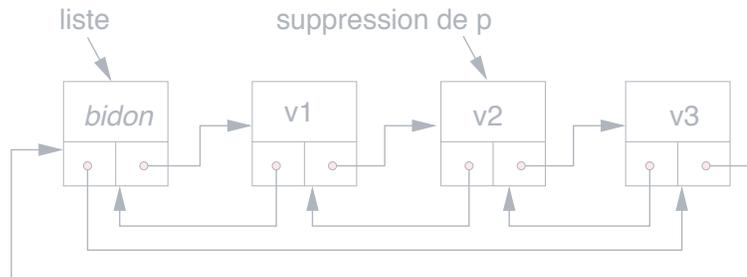 liste
suppression de p
bidon
v1
v2
v3